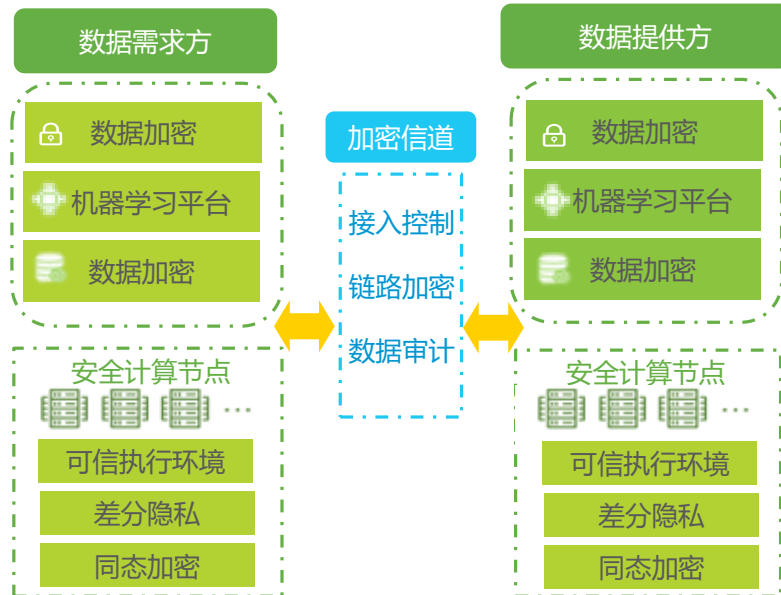 数据需求方
数据加密
机器学习平台
数据加密
安全计算节点
...
可信执行环境
差分隐私
同态加密
加密信道
接入控制
链路加密
数据审计
数据提供方
数据加密
机器学习平台
数据加密
安全计算节点
...
可信执行环境
差分隐私
同态加密